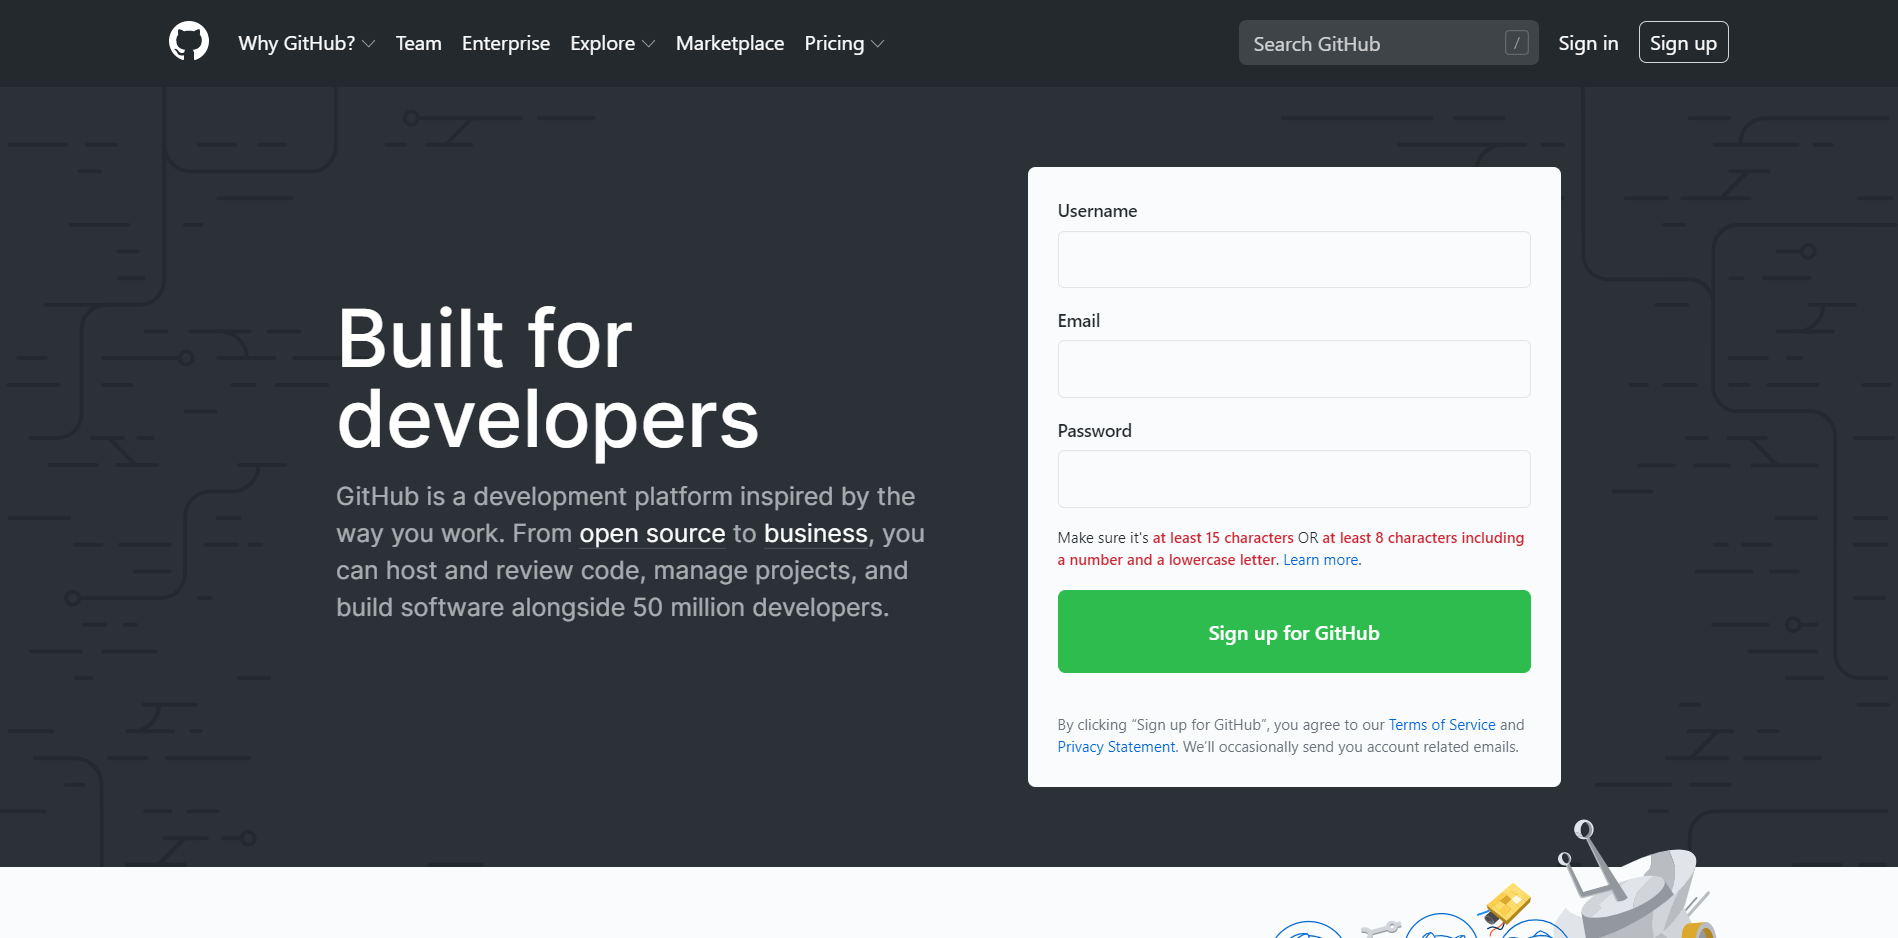 Why GitHub? Team Enterprise Explore Marketplace Pricing Search GitHub / Sign in Sign up
Built for
developers
GitHub is a development platform inspired by the
way you work. From open source to business, you
can host and review code, manage projects, and
build software alongside 50 million developers.
Username
Email
Password
Make sure it's at least 15 characters OR at least 8 characters including
a number and a lowercase letter. Learn more.
Sign up for GitHub
By clicking “Sign up for GitHub”, you agree to our Terms of Service and
Privacy Statement. We’ll occasionally send you account related emails.